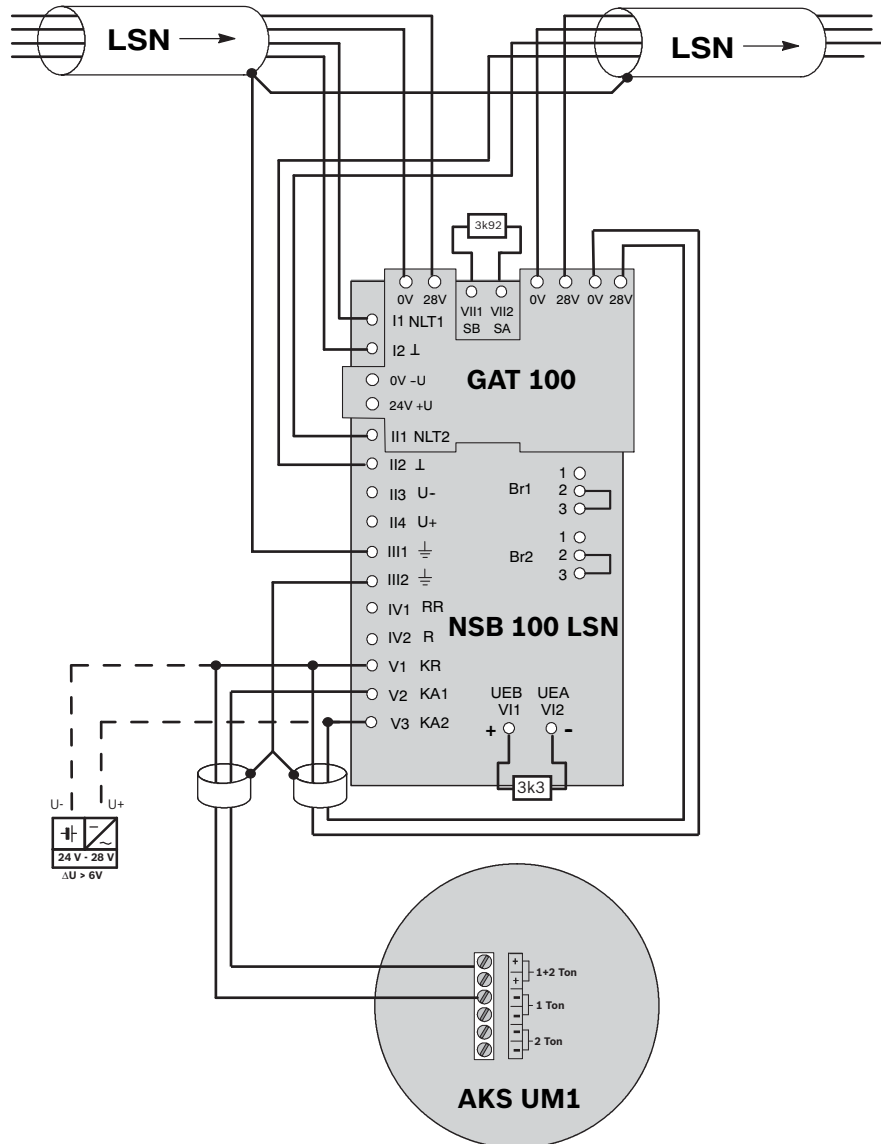 LSN
LSN
3k92
0V 28V
VII1 VII2
SB SA
0V 28V 0V 28V
I1 NLT1
I2 ⊥
GAT 100
0V -U
24V +U
II1 NLT2
II2 ⊥
II3 U-
II4 U+
III1 ⏚
III2 ⏚
IV1 RR
IV2 R
V1 KR
V2 KA1
V3 KA2
Br1
1
2
3
Br2
1
2
3
NSB 100 LSN
UEB UEA
VI1 VI2
+ -
3k3
U- U+
24 V - 28 V
ΔU > 6V
+
+
1+2 Ton
-
-
1 Ton
-
-
2 Ton
AKS UM1